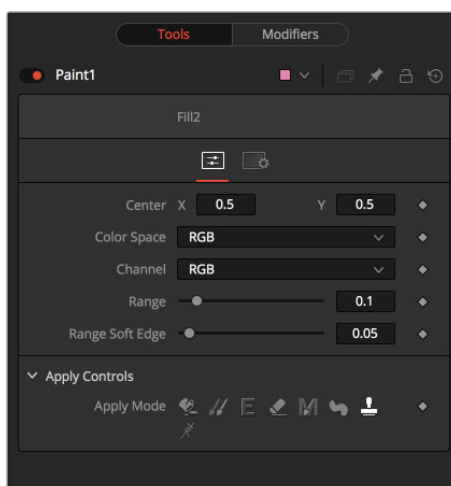 Tools Modifiers
Paint1
Fill2
Center X 0.5 Y 0.5
Color Space RGB
Channel RGB
Range 0.1
Range Soft Edge 0.05
Apply Controls
Apply Mode